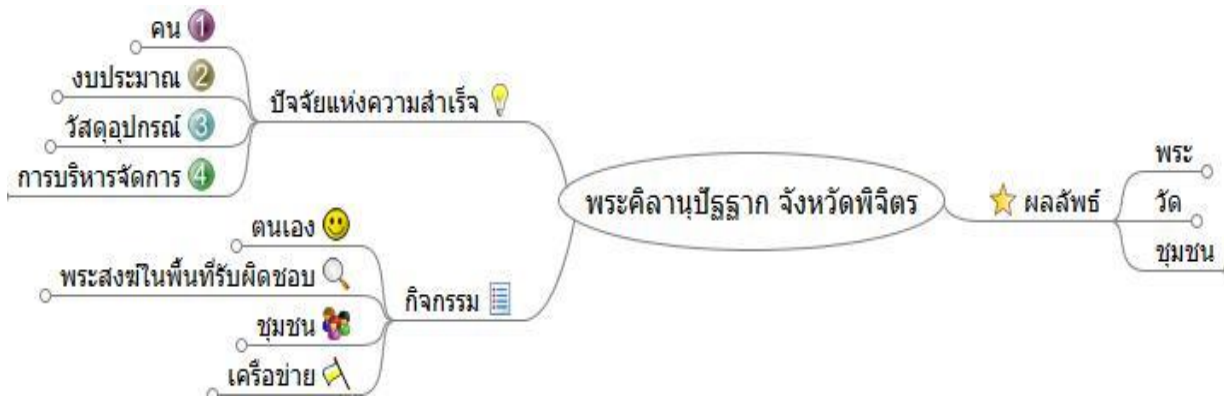 คน 1
งบประมาณ 2
วัสดุอุปกรณ์ 3
การบริหารจัดการ 4
ปัจจัยแห่งความสำเร็จ
ตนเอง
พระสงฆ์ในพื้นที่รับผิดชอบ
ชุมชน
เครือข่าย
กิจกรรม
พระคิลานุปัฐฐาก จังหวัดพิจิตร
ผลลัพธ์
พระ
วัด
ชุมชน